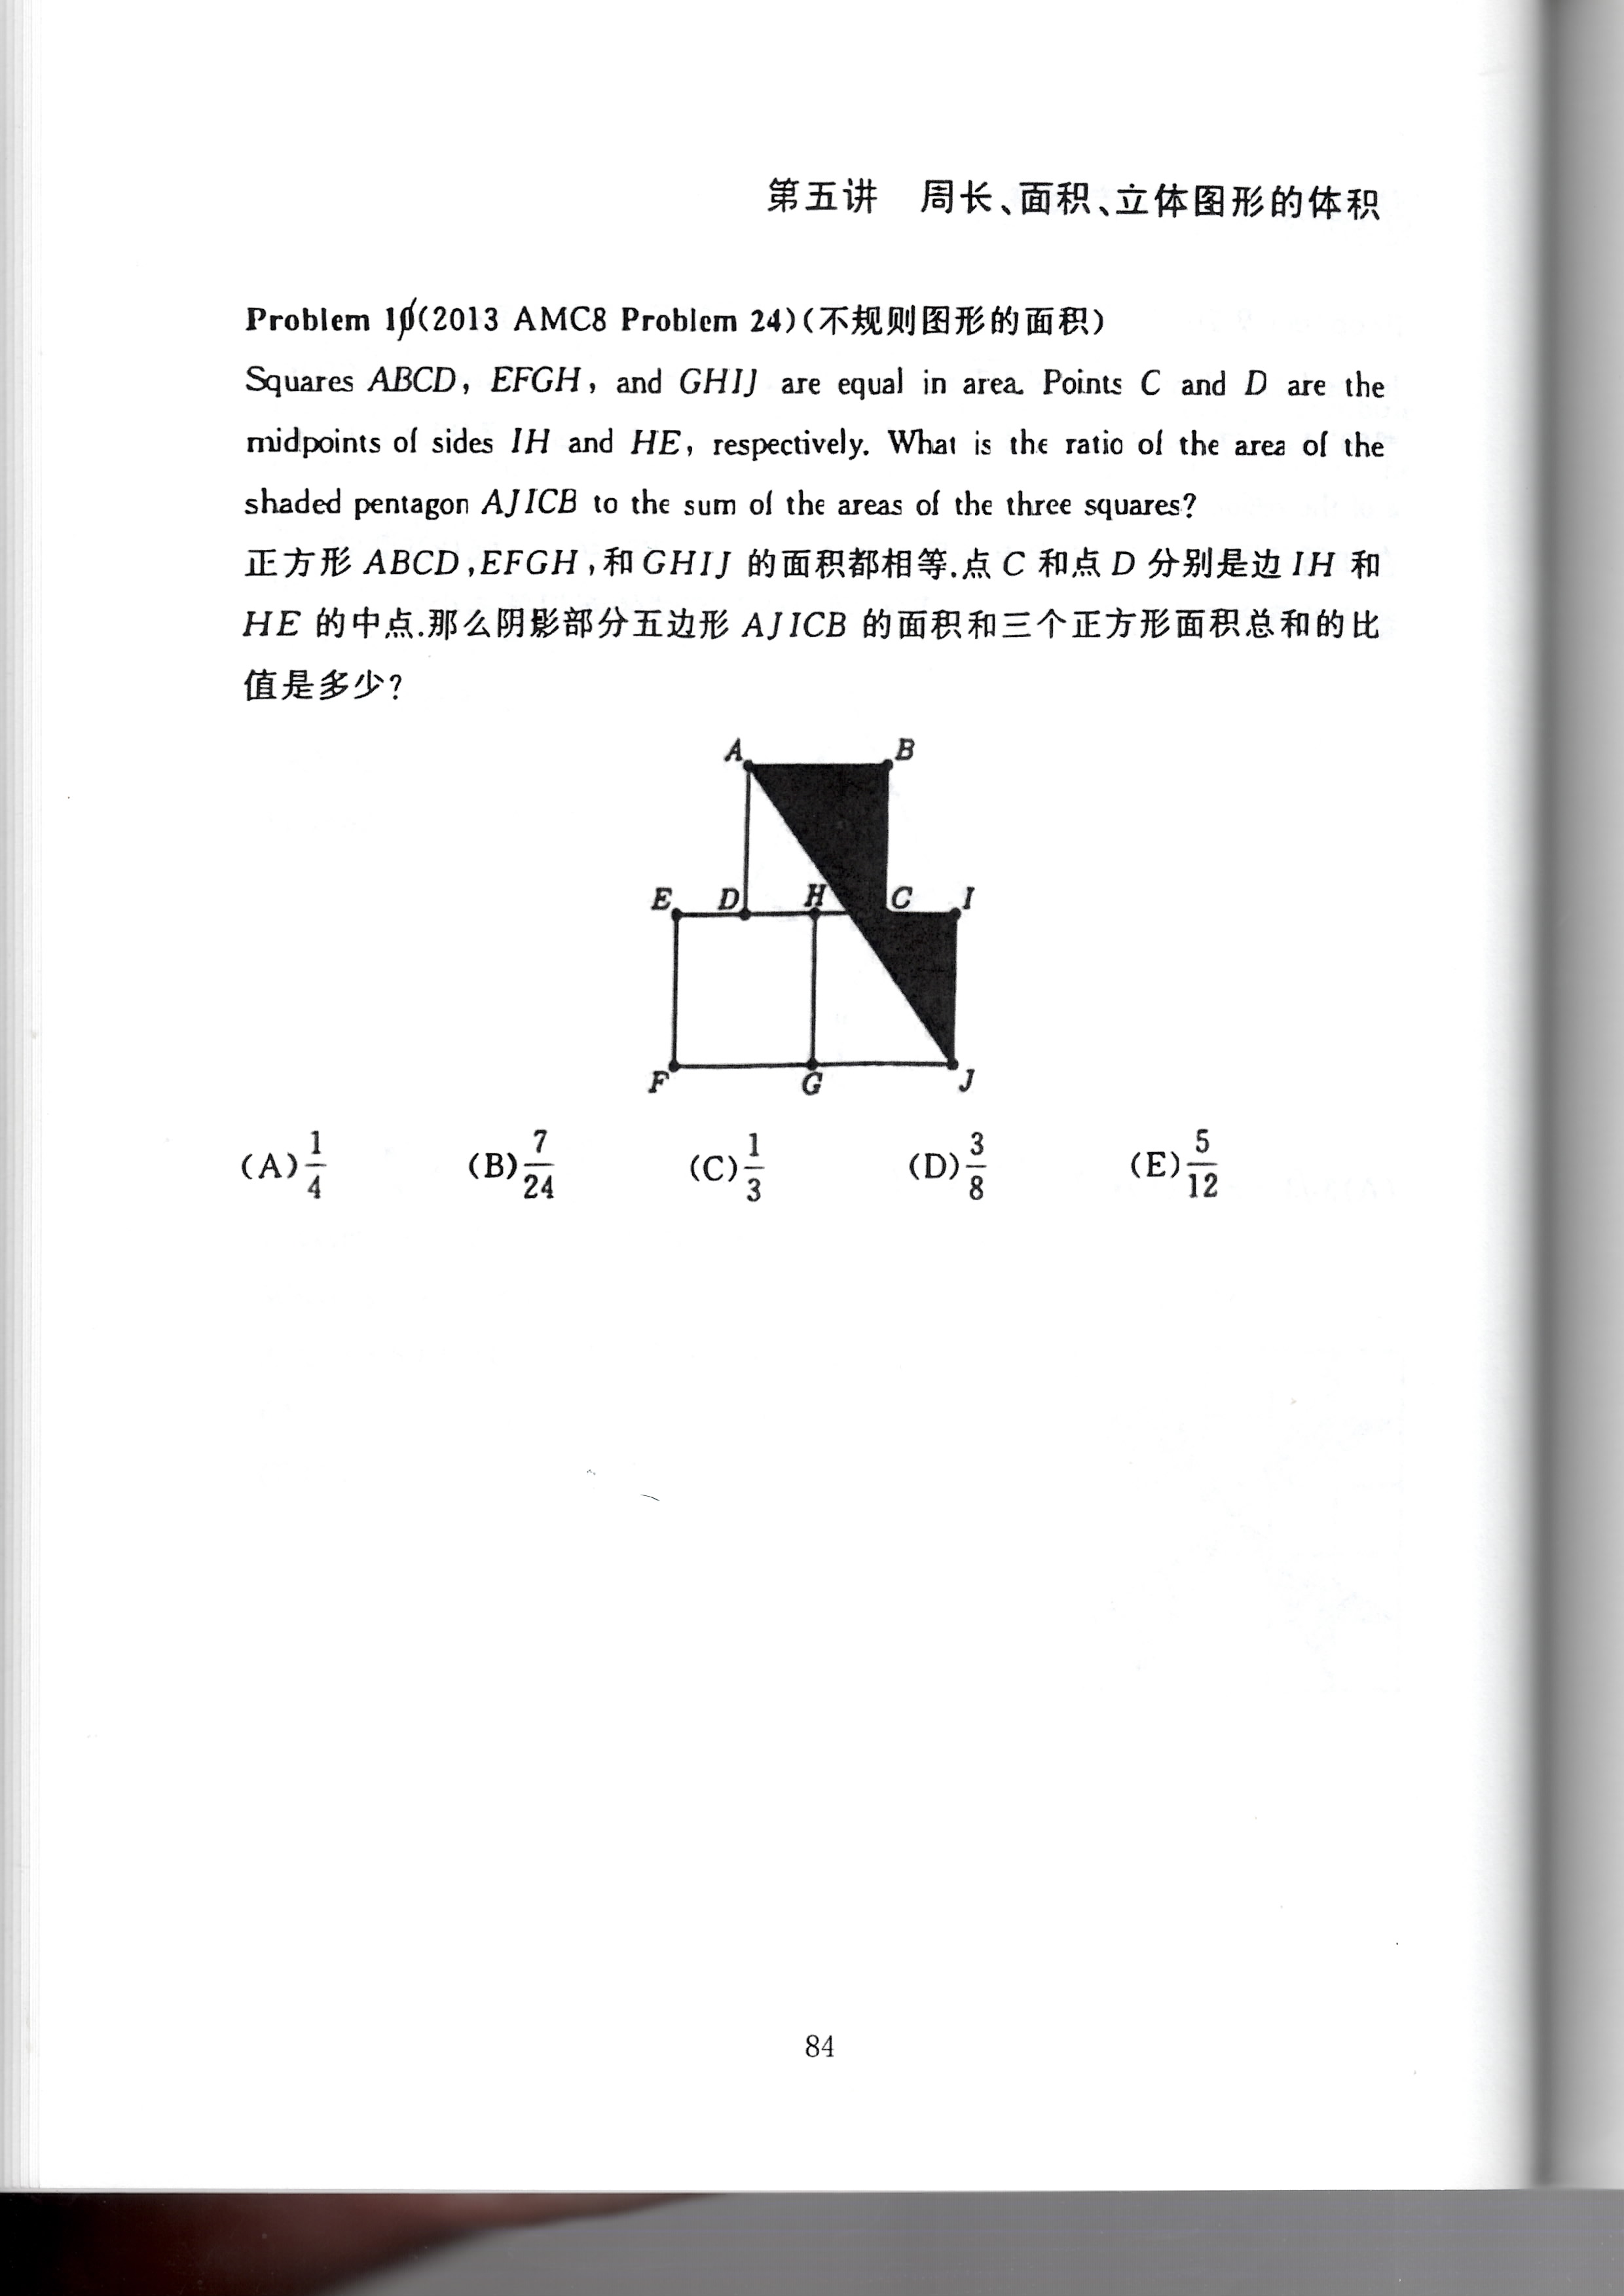 第五讲 周长、面积、立体图形的体积
Problem 10(2013 AMC8 Problem 24)(不规则图形的面积)
Squares ABCD, EFGH, and GHIJ are equal in area. Points C and D are the
midpoints of sides IH and HE, respectively. What is the ratio of the area of the
shaded pentagon AJICB to the sum of the areas of the three squares?
正方形 ABCD,EFGH,和 GHIJ 的面积都相等.点 C 和点 D 分别是边 IH 和
HE 的中点.那么阴影部分五边形 AJICB 的面积和三个正方形面积总和的比
值是多少?
A B
E D H C I
F G J
(A) 1/4 (B) 7/24 (C) 1/3 (D) 3/8 (E) 5/12
84